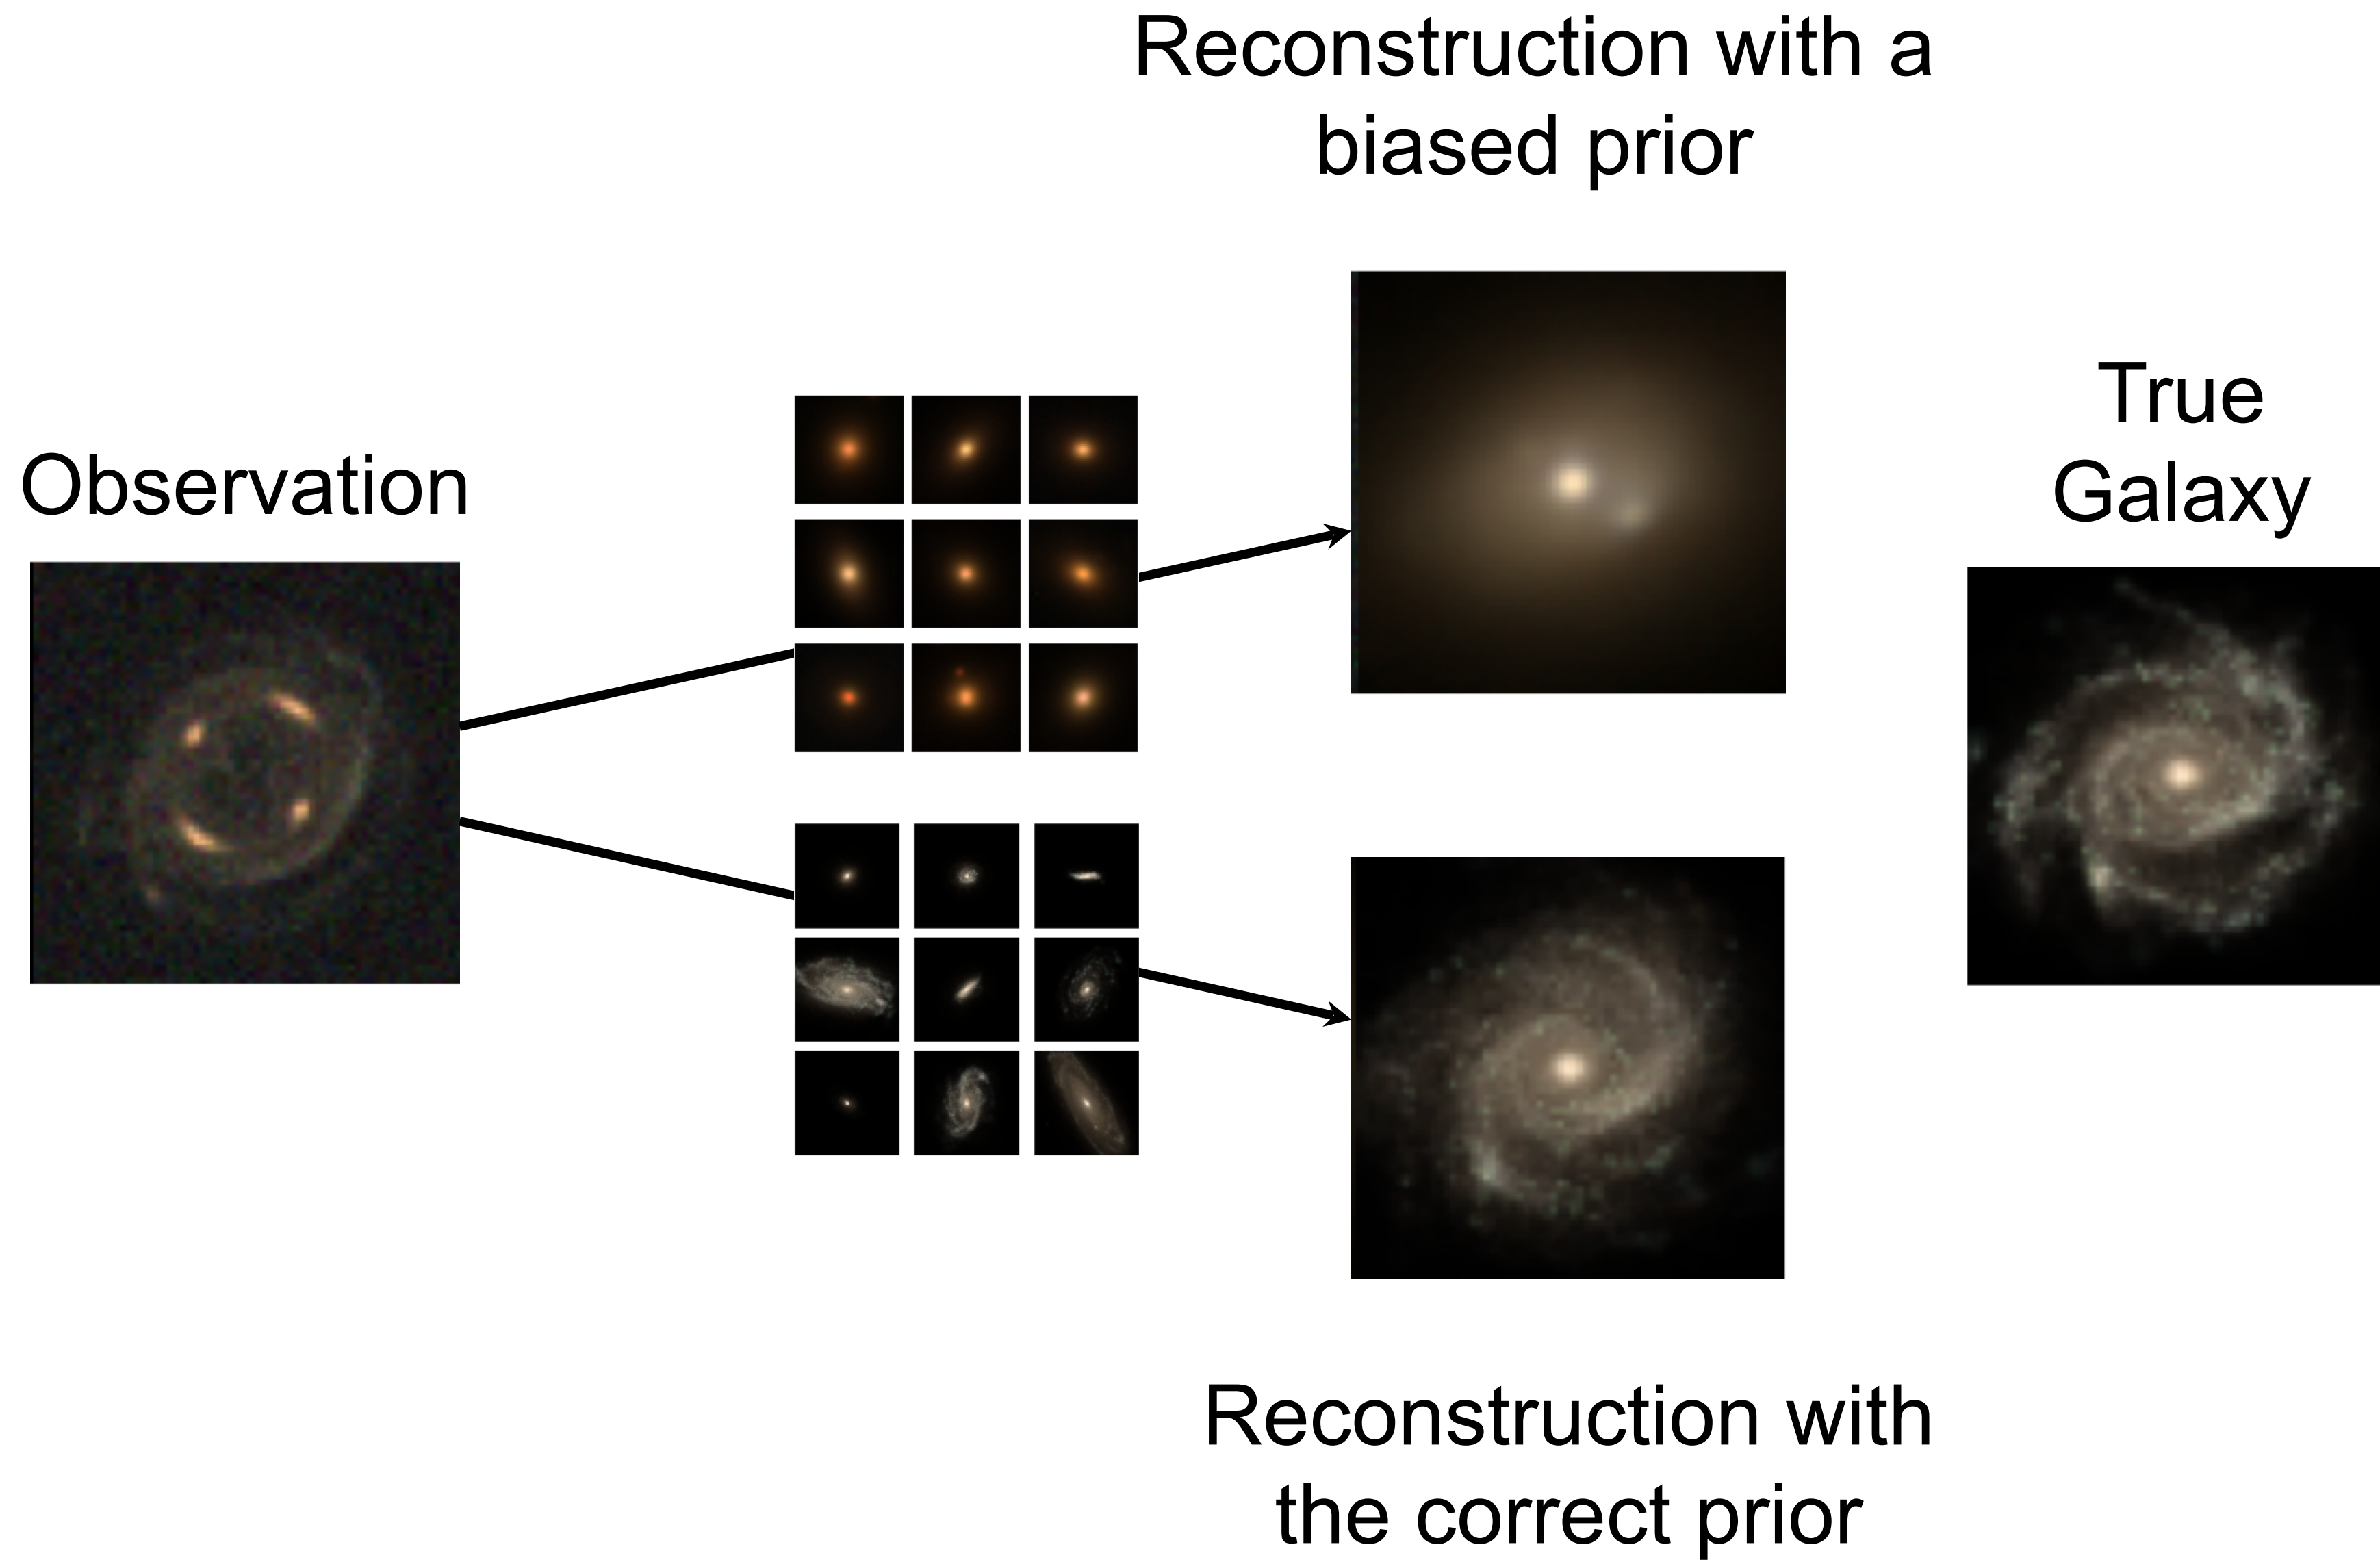 Reconstruction with a
biased prior
Observation
True
Galaxy
Reconstruction with
the correct prior